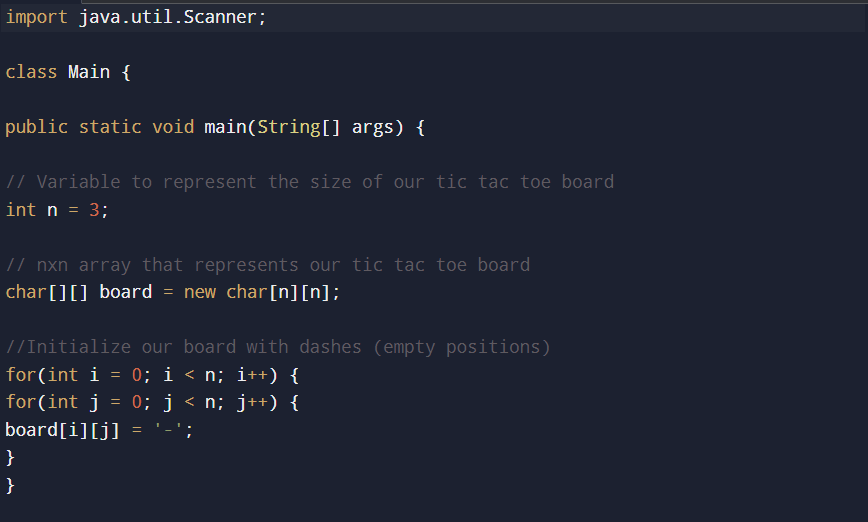 import java.util.Scanner;
class Main {
public static void main(String[] args) {
// Variable to represent the size of our tic tac toe board
int n = 3;
// nxn array that represents our tic tac toe board
char[][] board = new char[n][n];
//Initialize our board with dashes (empty positions)
for(int i = 0; i < n; i++) {
for(int j = 0; j < n; j++) {
board[i][j] = '-';
}
}